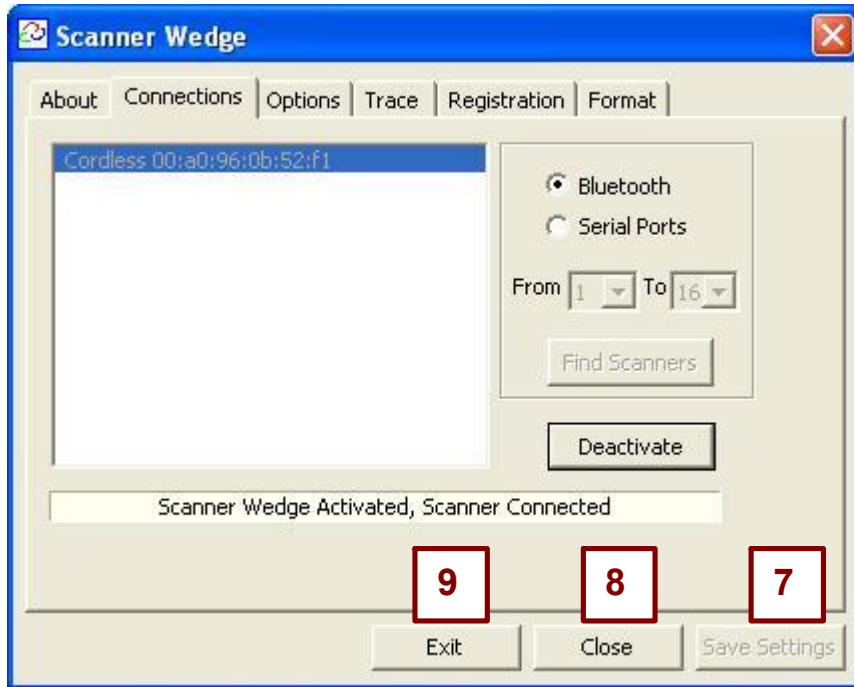 Scanner Wedge
About Connections Options Trace Registration Format
Cordless 00:a0:96:0b:52:f1
Bluetooth
Serial Ports
From 1 To 16
Find Scanners
Deactivate
Scanner Wedge Activated, Scanner Connected
9 8 7
Exit Close Save Settings